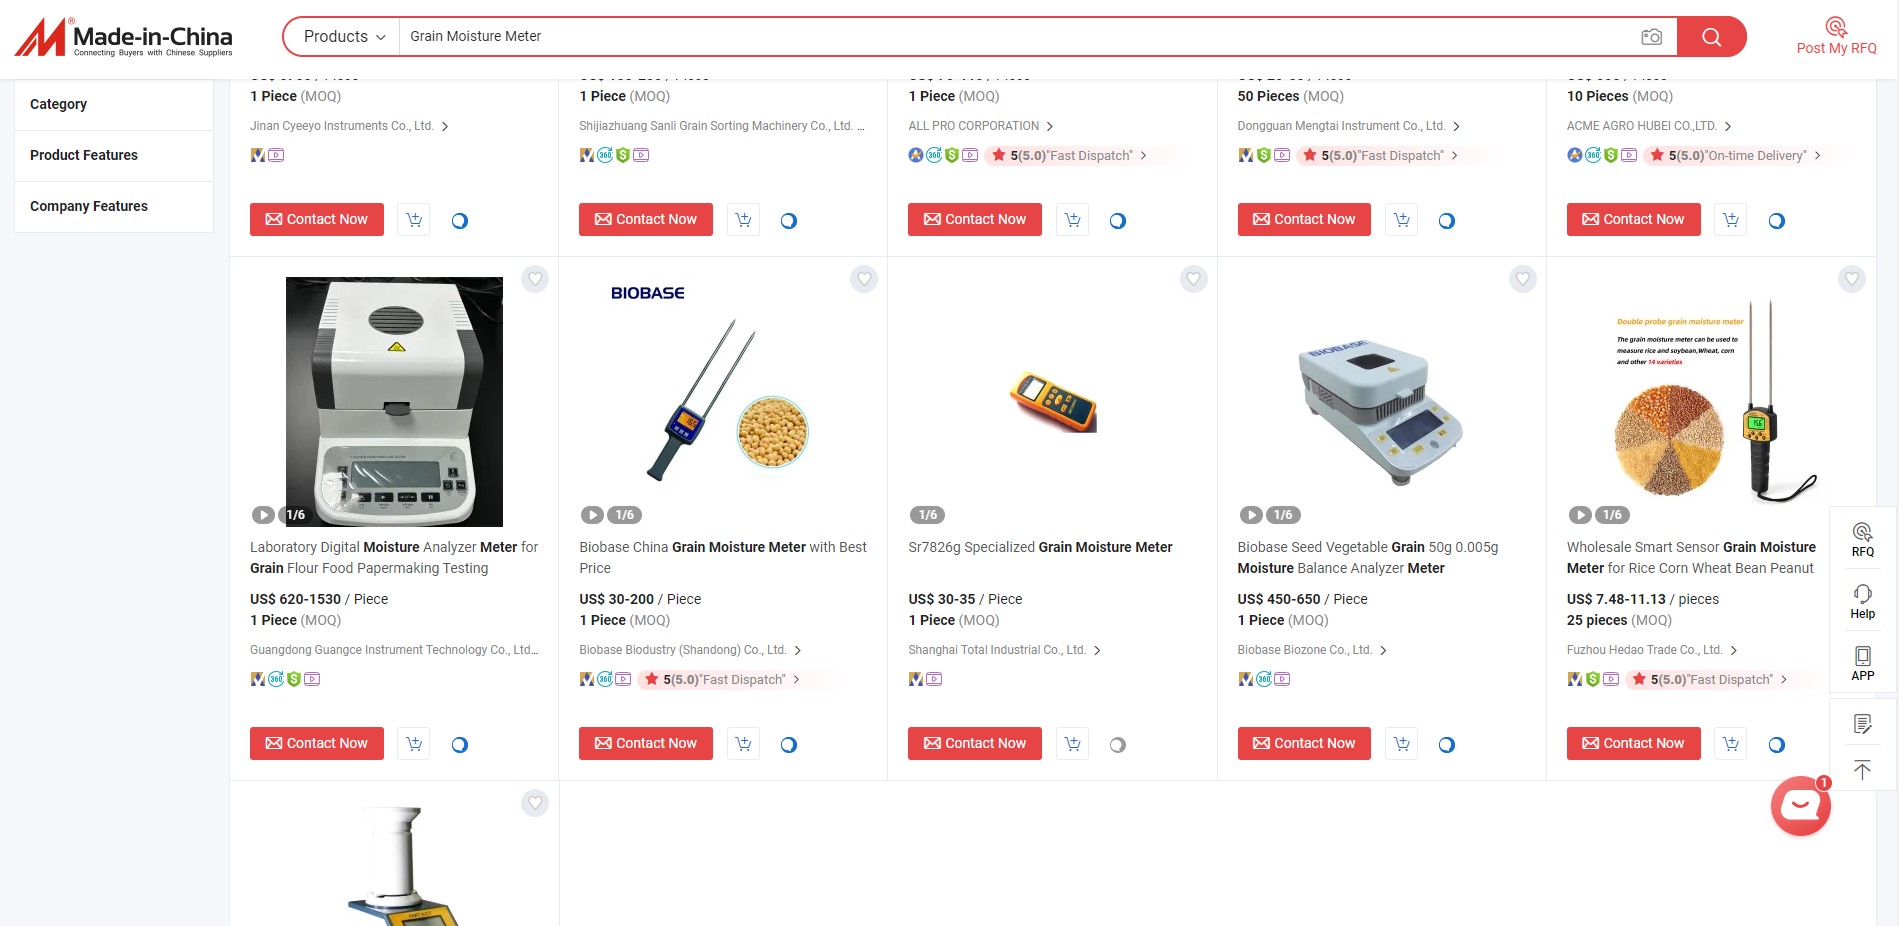 Made-in-China
Connecting Buyers with Chinese Suppliers
Products
Grain Moisture Meter
Post My RFQ
Category
Product Features
Company Features
1 Piece (MOQ)
Jinan Cyeeyo Instruments Co., Ltd.
Contact Now
1 Piece (MOQ)
Shijiazhuang Sanli Grain Sorting Machinery Co., Ltd. ...
Contact Now
1 Piece (MOQ)
ALL PRO CORPORATION
5(5.0)"Fast Dispatch"
Contact Now
50 Pieces (MOQ)
Dongguan Mengtai Instrument Co., Ltd.
5(5.0)"Fast Dispatch"
Contact Now
10 Pieces (MOQ)
ACME AGRO HUBEI CO.,LTD.
5(5.0)"On-time Delivery"
Contact Now
1/6
Laboratory Digital Moisture Analyzer Meter for
Grain Flour Food Papermaking Testing
US$ 620-1530 / Piece
1 Piece (MOQ)
Guangdong Guangce Instrument Technology Co., Ltd...
Contact Now
BIOBASE
1/6
Biobase China Grain Moisture Meter with Best
Price
US$ 30-200 / Piece
1 Piece (MOQ)
Biobase Biodustry (Shandong) Co., Ltd.
5(5.0)"Fast Dispatch"
Contact Now
1/6
Sr7826g Specialized Grain Moisture Meter
US$ 30-35 / Piece
1 Piece (MOQ)
Shanghai Total Industrial Co., Ltd.
Contact Now
BIOBASE
1/6
Biobase Seed Vegetable Grain 50g 0.005g
Moisture Balance Analyzer Meter
US$ 450-650 / Piece
1 Piece (MOQ)
Biobase Biozone Co., Ltd.
Contact Now
Double probe grain moisture meter
The grain moisture meter can be used to
measure rice and soybean,Wheat, corn
and other 14 varieties
1/6
Wholesale Smart Sensor Grain Moisture
Meter for Rice Corn Wheat Bean Peanut
US$ 7.48-11.13 / pieces
25 pieces (MOQ)
Fuzhou Hedao Trade Co., Ltd.
5(5.0)"Fast Dispatch"
Contact Now
RFQ
Help
APP
1